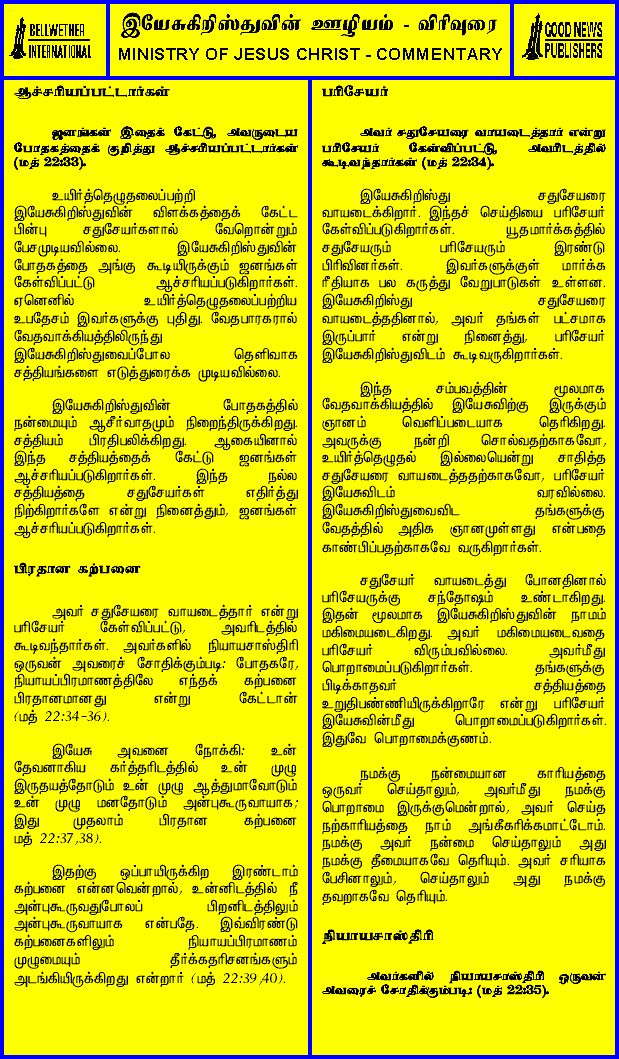 BELLWETHER
INTERNATIONAL
இயேசுகிறிஸ்துவின் ஊழியம் - விரிவுரை
MINISTRY OF JESUS CHRIST - COMMENTARY
GOOD NEWS
PUBLISHERS
ஆச்சரியப்பட்டார்கள்
ஜனங்கள் இதைக் கேட்டு, அவருடைய
போதகத்தைக் குறித்து ஆச்சரியப்பட்டார்கள்
(மத் 22:33).
உயிர்த்தெழுதலைப்பற்றி
இயேசுகிறிஸ்துவின் விளக்கத்தைக் கேட்ட
பின்பு சதுசேயர்களால் வேறொன்றும்
பேசமுடியவில்லை. இயேசுகிறிஸ்துவின்
போதகத்தை அங்கு கூடியிருக்கும் ஜனங்கள்
கேள்விப்பட்டு ஆச்சரியப்படுகிறார்கள்.
ஏனெனில் உயிர்த்தெழுதலைப்பற்றிய
உபதேசம் இவர்களுக்கு புதிது. வேதபாரகரால்
வேதவாக்கியத்திலிருந்து
இயேசுகிறிஸ்துவைப்போல தெளிவாக
சத்தியங்களை எடுத்துரைக்க முடியவில்லை.
இயேசுகிறிஸ்துவின் போதகத்தில்
நன்மையும் ஆசீர்வாதமும் நிறைந்திருக்கிறது.
சத்தியம் பிரதிபலிக்கிறது. ஆகையினால்
இந்த சத்தியத்தைக் கேட்டு ஜனங்கள்
ஆச்சரியப்படுகிறார்கள். இந்த நல்ல
சத்தியத்தை சதுசேயர்கள் எதிர்த்து
நிற்கிறார்களே என்று நினைத்தும், ஜனங்கள்
ஆச்சரியப்படுகிறார்கள்.
பிரதான கற்பனை
அவர் சதுசேயரை வாயடைத்தார் என்று
பரிசேயர் கேள்விப்பட்டு, அவரிடத்தில்
கூடிவந்தார்கள். அவர்களில் நியாயசாஸ்திரி
ஒருவன் அவரைச் சோதிக்கும்படி: போதகரே,
நியாயப்பிரமாணத்திலே எந்தக் கற்பனை
பிரதானமானது என்று கேட்டான்
(மத் 22:34-36).
இயேசு அவனை நோக்கி: உன்
தேவனாகிய கர்த்தரிடத்தில் உன் முழு
இருதயத்தோடும் உன் முழு ஆத்துமாவோடும்
உன் முழு மனதோடும் அன்புகூருவாயாக;
இது முதலாம் பிரதான கற்பனை
மத் 22:37,38).
இதற்கு ஒப்பாயிருக்கிற இரண்டாம்
கற்பனை என்னவென்றால், உன்னிடத்தில் நீ
அன்புகூருவதுபோலப் பிறனிடத்திலும்
அன்புகூருவாயாக என்பதே. இவ்விரண்டு
கற்பனைகளிலும் நியாயப்பிரமாணம்
முழுமையும் தீர்க்கதரிசனங்களும்
அடங்கியிருக்கிறது என்றார் (மத் 22:39,40).
பரிசேயர்
அவர் சதுசேயரை வாயடைத்தார் என்று
பரிசேயர் கேள்விப்பட்டு, அவரிடத்தில்
கூடிவந்தார்கள் (மத் 22:34).
இயேசுகிறிஸ்து சதுசேயரை
வாயடைக்கிறார். இந்தச் செய்தியை பரிசேயர்
கேள்விப்படுகிறார்கள். யூதமார்க்கத்தில்
சதுசேயரும் பரிசேயரும் இரண்டு
பிரிவினர்கள். இவர்களுக்குள் மார்க்க
ரீதியாக பல கருத்து வேறுபாடுகள் உள்ளன.
இயேசுகிறிஸ்து சதுசேயரை
வாயடைத்ததினால், அவர் தங்கள் பட்சமாக
இருப்பார் என்று நினைத்து, பரிசேயர்
இயேசுகிறிஸ்துவிடம் கூடிவருகிறார்கள்.
இந்த சம்பவத்தின் மூலமாக
வேதவாக்கியத்தில் இயேசுவிற்கு இருக்கும்
ஞானம் வெளிப்படையாக தெரிகிறது.
அவருக்கு நன்றி சொல்வதற்காகவோ,
உயிர்த்தெழுதல் இல்லையென்று சாதித்த
சதுசேயரை வாயடைத்ததற்காகவோ, பரிசேயர்
இயேசுவிடம் வரவில்லை.
இயேசுகிறிஸ்துவைவிட தங்களுக்கு
வேதத்தில் அதிக ஞானமுள்ளது என்பதை
காண்பிப்பதற்காகவே வருகிறார்கள்.
சதுசேயர் வாயடைத்து போனதினால்
பரிசேயருக்கு சந்தோஷம் உண்டாகிறது.
இதன் மூலமாக இயேசுகிறிஸ்துவின் நாமம்
மகிமையடைகிறது. அவர் மகிமையடைவதை
பரிசேயர் விரும்பவில்லை. அவர்மீது
பொறாமைப்படுகிறார்கள். தங்களுக்கு
பிடிக்காதவர் சத்தியத்தை
உறுதிபண்ணியிருக்கிறாரே என்று பரிசேயர்
இயேசுவின்மீது பொறாமைப்படுகிறார்கள்.
இதுவே பொறாமைக்குணம்.
நமக்கு நன்மையான காரியத்தை
ஒருவர் செய்தாலும், அவர்மீது நமக்கு
பொறாமை இருக்குமென்றால், அவர் செய்த
நற்காரியத்தை நாம் அங்கீகரிக்கமாட்டோம்.
நமக்கு அவர் நன்மை செய்தாலும் அது
நமக்கு தீமையாகவே தெரியும். அவர் சரியாக
பேசினாலும், செய்தாலும் அது நமக்கு
தவறாகவே தெரியும்.
நியாயசாஸ்திரி
அவர்களில் நியாயசாஸ்திரி ஒருவன்
அவரைச் சோதிக்கும்படி: (மத் 22:35).